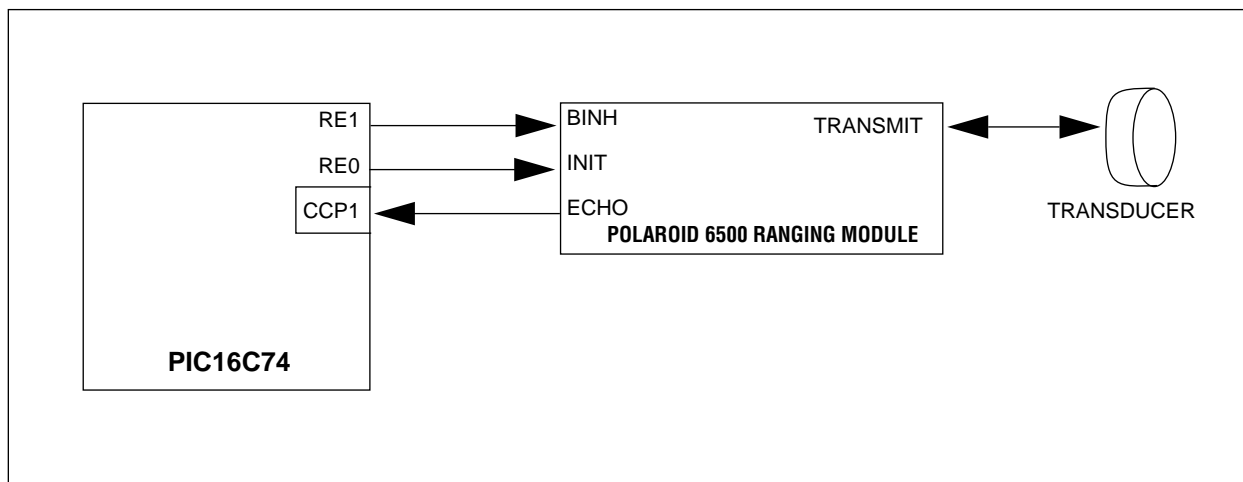 RE1
RE0
CCP1
PIC16C74
BINH
INIT
ECHO
TRANSMIT
POLAROID 6500 RANGING MODULE
TRANSDUCER